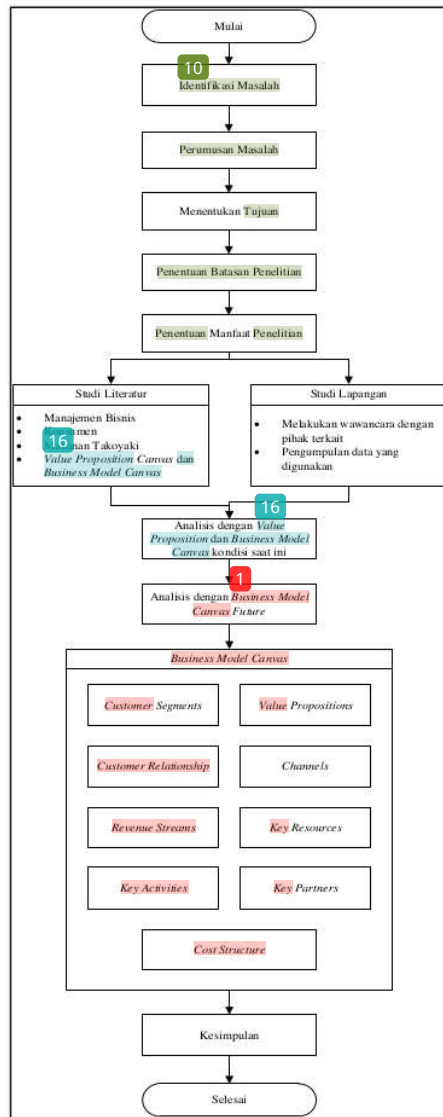 Mulai
10
Identifikasi Masalah
Perumusan Masalah
Menentukan Tujuan
Penentuan Batasan Penelitian
Penentuan Manfaat Penelitian
Studi Literatur
Manajemen Bisnis
16
Takoyaki
Value Proposition Canvas dan
Business Model Canvas
Studi Lapangan
Melakukan wawancara dengan
pihak terkait
Pengumpulan data yang
digunakan
16
Analisis dengan Value
Proposition dan Business Model
Canvas kondisi saat ini
1
Analisis dengan Business Model
Canvas Future
Business Model Canvas
Customer Segments
Value Propositions
Customer Relationship
Channels
Revenue Streams
Key Resources
Key Activities
Key Partners
Cost Structure
Kesimpulan
Selesai